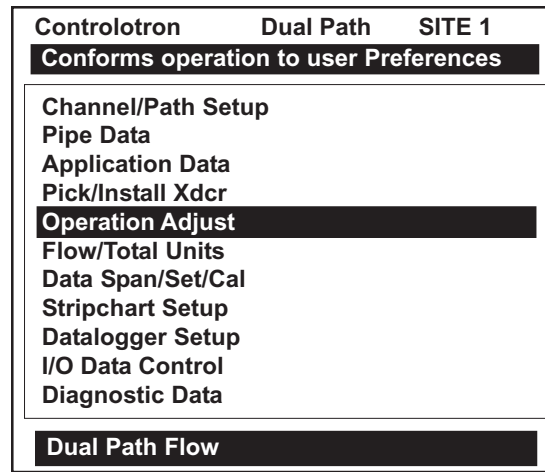 Controlotron Dual Path SITE 1
Conforms operation to user Preferences
Channel/Path Setup
Pipe Data
Application Data
Pick/Install Xdcr
Operation Adjust
Flow/Total Units
Data Span/Set/Cal
Stripchart Setup
Datalogger Setup
I/O Data Control
Diagnostic Data
Dual Path Flow